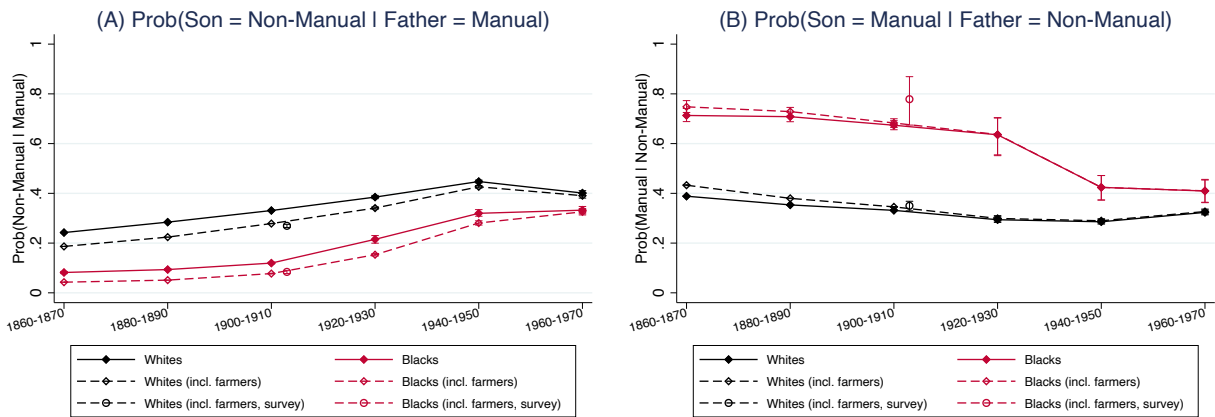 (A) Prob(Son = Non-Manual | Father = Manual)
Prob(Non-Manual | Manual)
1
.8
.6
.4
.2
0
1860-1870
1880-1890
1900-1910
1920-1930
1940-1950
1960-1970
Whites
Blacks
Whites (incl. farmers)
Blacks (incl. farmers)
Whites (incl. farmers, survey)
Blacks (incl. farmers, survey)
(B) Prob(Son = Manual | Father = Non-Manual)
Prob(Manual | Non-Manual)
1
.8
.6
.4
.2
0
1860-1870
1880-1890
1900-1910
1920-1930
1940-1950
1960-1970
Whites
Blacks
Whites (incl. farmers)
Blacks (incl. farmers)
Whites (incl. farmers, survey)
Blacks (incl. farmers, survey)